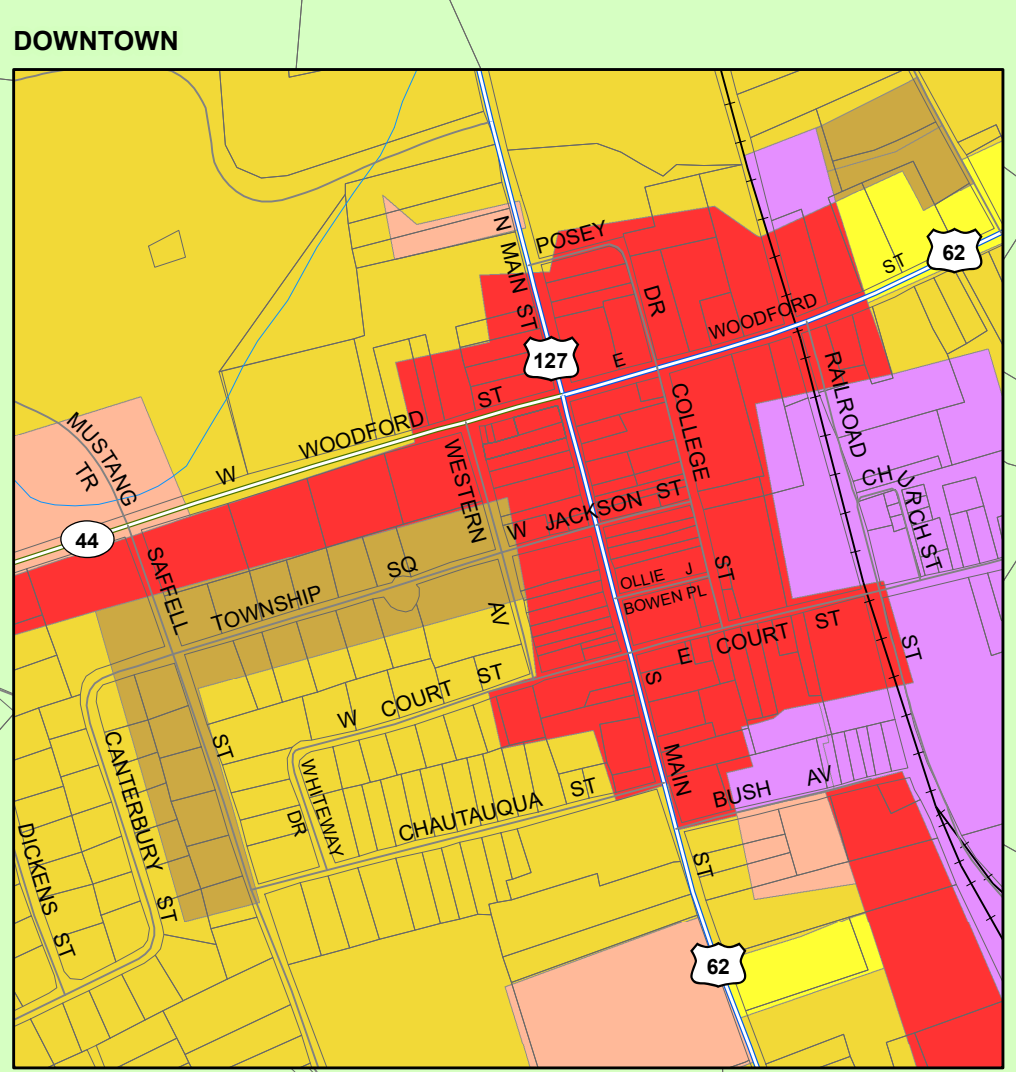 DOWNTOWN
N MAIN ST
POSEY
DR
ST
62
127
E
WOODFORD
ST
WOODFORD
W
MUSTANG
TR
44
WESTERN
COLLEGE
RAILROAD
CHURCH ST
W JACKSON ST
SAFFELL
TOWNSHIP
SQ
AV
OLLIE J
BOWEN PL
ST
E COURT ST
ST
W COURT ST
S
MAIN
ST
CANTERBURY
WHITEWAY
DR
CHAUTAUQUA
ST
BUSH
AV
DICKENS
ST
ST
ST
62